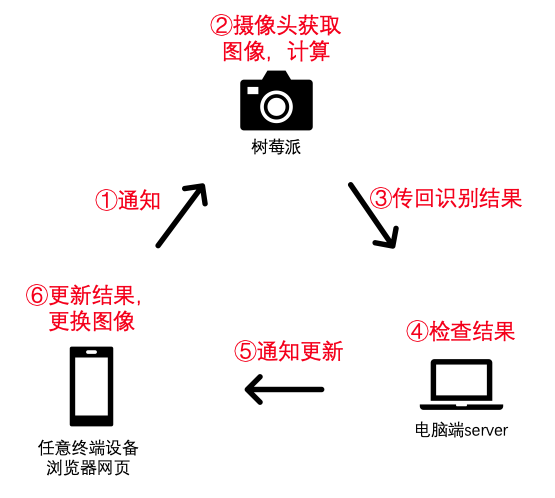 ②摄像头获取
图像，计算
树莓派
①通知
③传回识别结果
⑥更新结果，
更换图像
⑤通知更新
④检查结果
电脑端server
任意终端设备
浏览器网页